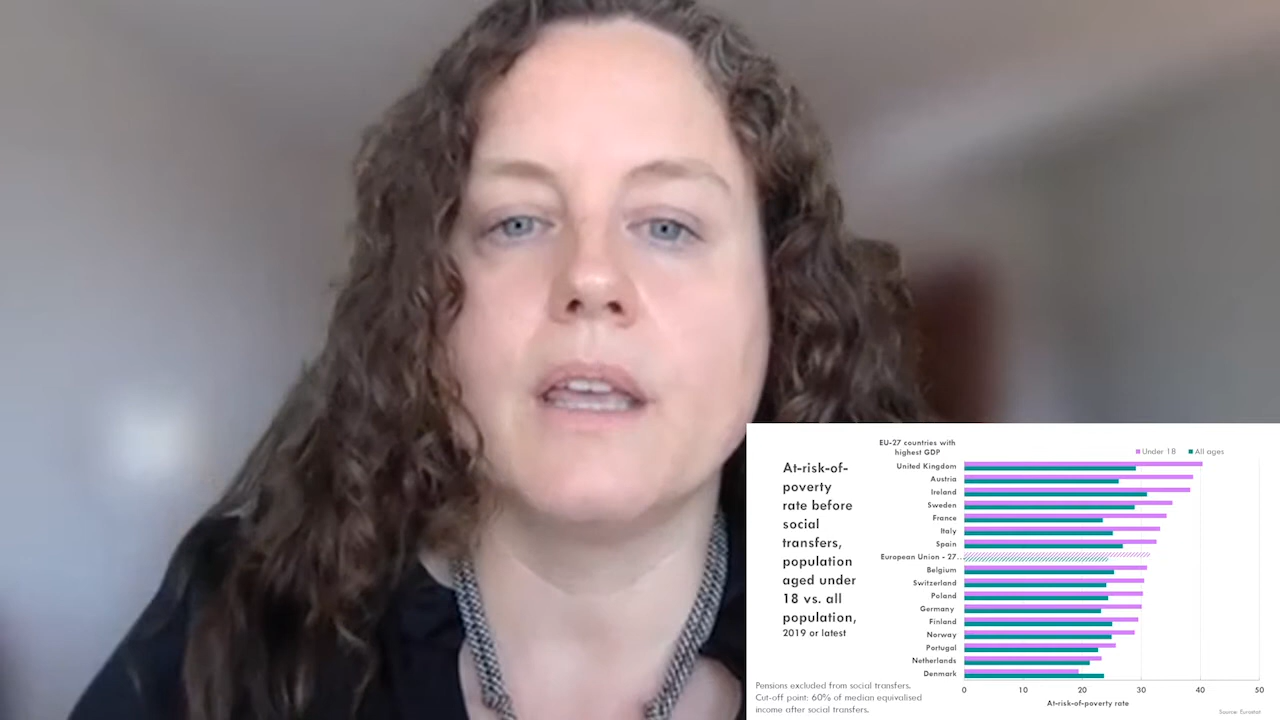 At-risk-of-
poverty
rate before
social
transfers,
population
aged under
18 vs. all
population,
2019 or latest
Pensions excluded from social transfers.
Cut-off point: 60% of median equivalised
income after social transfers.
EU-27 countries with
highest GDP
Under 18 All ages
United Kingdom
Austria
Ireland
Sweden
France
Italy
Spain
European Union - 27...
Belgium
Switzerland
Poland
Germany
Finland
Norway
Portugal
Netherlands
Denmark
0 10 20 30 40 50
At-risk-of-poverty rate
Source: Eurostat